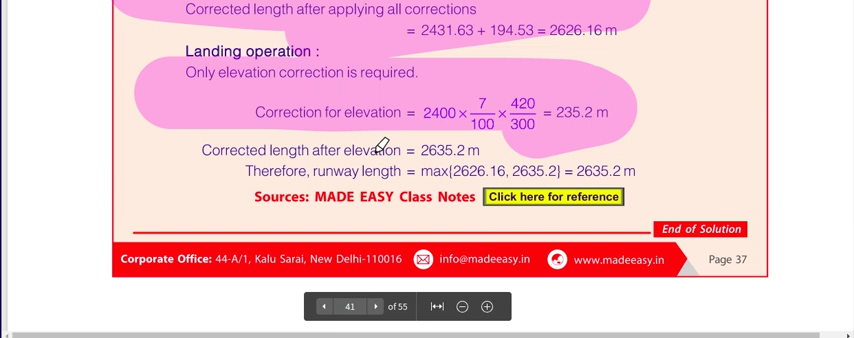 Corrected length after applying all corrections
= 2431.63 + 194.53 = 2626.16 m
Landing operation :
Only elevation correction is required.
Correction for elevation = 2400 × 7/100 × 420/300 = 235.2 m
Corrected length after elevation = 2635.2 m
Therefore, runway length = max{2626.16, 2635.2} = 2635.2 m
Sources: MADE EASY Class Notes Click here for reference
End of Solution
Corporate Office: 44-A/1, Kalu Sarai, New Delhi-110016 info@madeeasy.in www.madeeasy.in Page 37
41 of 55